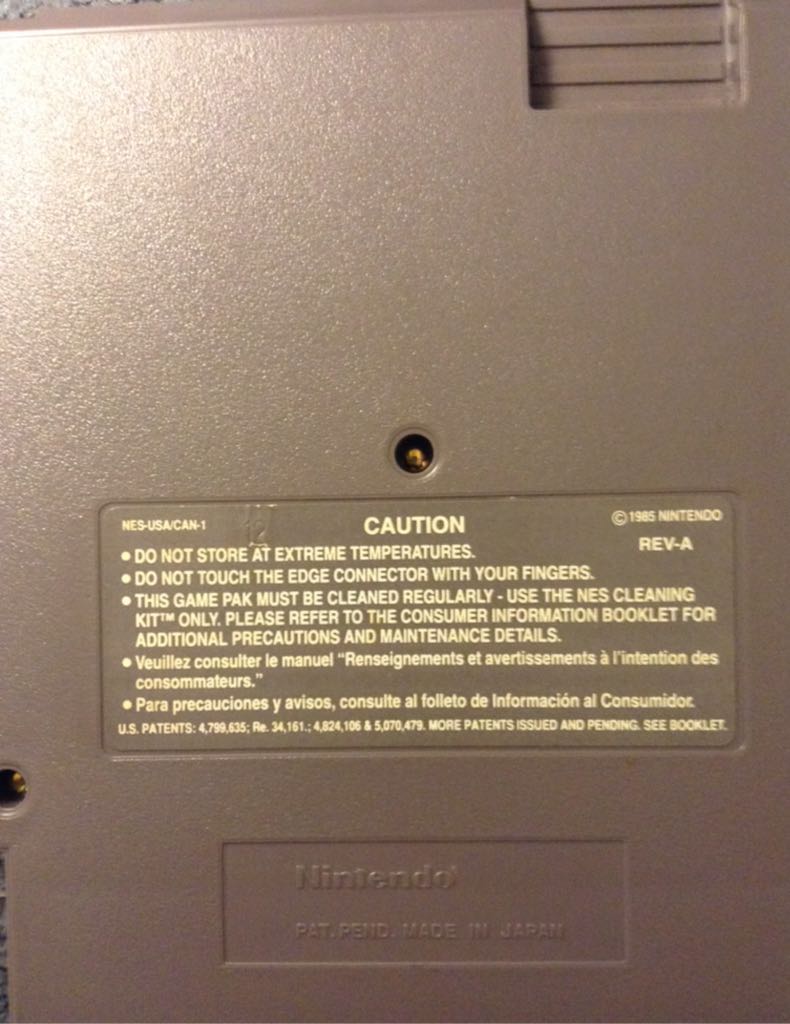 NES-USA/CAN-1 12 CAUTION ©1985 NINTENDO
REV-A
• DO NOT STORE AT EXTREME TEMPERATURES.
• DO NOT TOUCH THE EDGE CONNECTOR WITH YOUR FINGERS.
• THIS GAME PAK MUST BE CLEANED REGULARLY - USE THE NES CLEANING
KIT™ ONLY. PLEASE REFER TO THE CONSUMER INFORMATION BOOKLET FOR
ADDITIONAL PRECAUTIONS AND MAINTENANCE DETAILS.
• Veuillez consulter le manuel “Renseignements et avertissements à l'intention des
consommateurs.”
• Para precauciones y avisos, consulte al folleto de Información al Consumidor.
U.S. PATENTS: 4,799,635; Re. 34,161.; 4,824,106 & 5,070,479. MORE PATENTS ISSUED AND PENDING. SEE BOOKLET.
Nintendo
PAT. PEND. MADE IN JAPAN